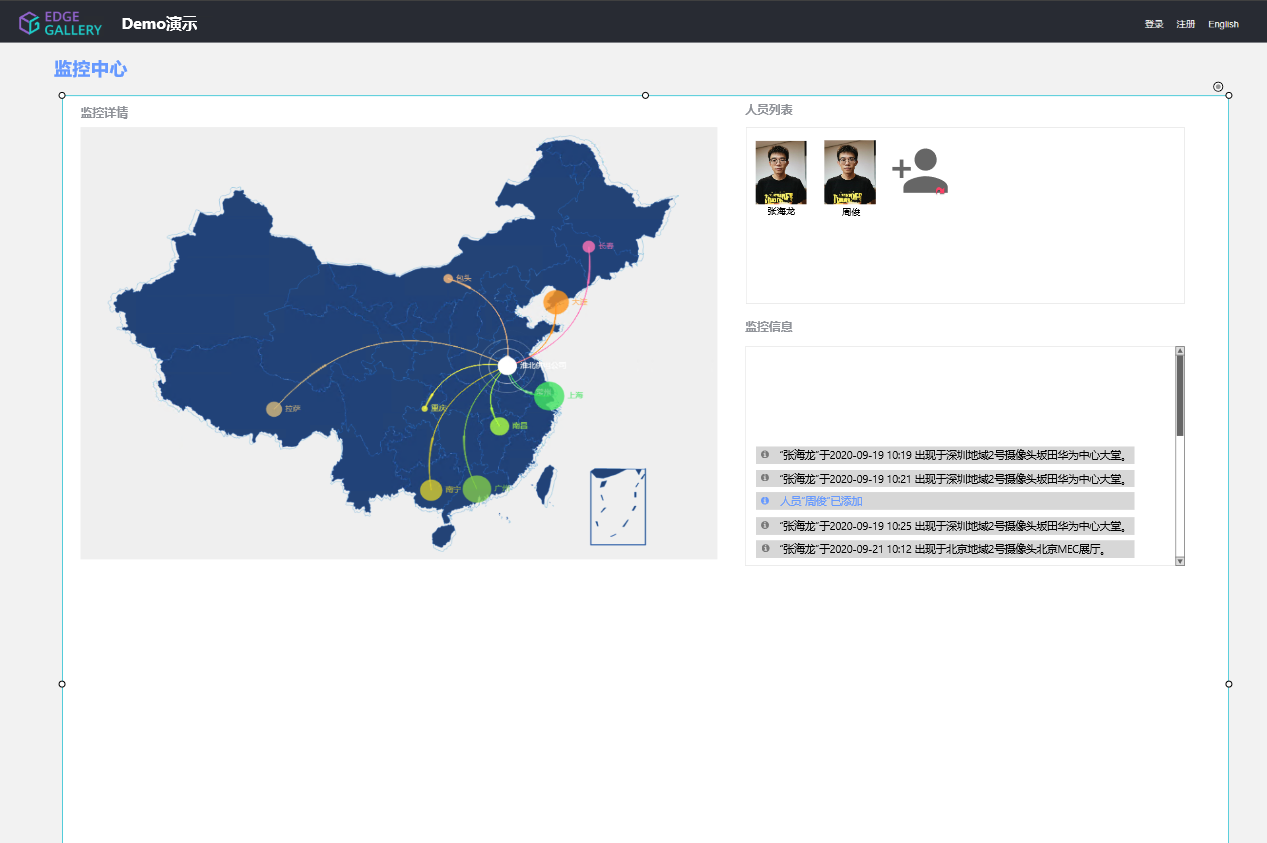 EDGE
GALLERY
Demo演示
登录 注册 English
监控中心
监控详情
长春
包头
大连
上海
重庆
拉萨
南昌
南宁
广州
人员列表
张海龙 周俊
监控信息
“张海龙”于2020-09-19 10:19 出现于深圳地域2号摄像头坂田华为中心大堂。
“张海龙”于2020-09-19 10:21 出现于深圳地域2号摄像头坂田华为中心大堂。
人员“周俊”已添加
“张海龙”于2020-09-19 10:25 出现于深圳地域2号摄像头坂田华为中心大堂。
“张海龙”于2020-09-21 10:12 出现于北京地域2号摄像头北京MEC展厅。